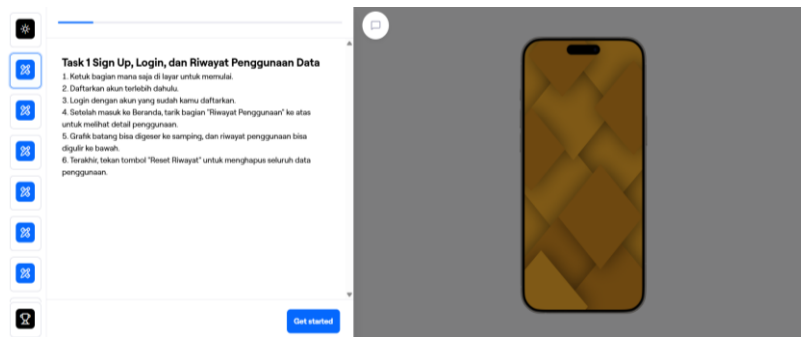 Task 1 Sign Up, Login, dan Riwayat Penggunaan Data
1. Ketuk bagian mana saja di layar untuk memulai.
2. Daftarkan akun terlebih dahulu.
3. Login dengan akun yang sudah kamu daftarkan.
4. Setelah masuk ke Beranda, tarik bagian "Riwayat Penggunaan" ke atas
untuk melihat detail penggunaan.
5. Grafik batang bisa digeser ke samping, dan riwayat penggunaan bisa
digulir ke bawah.
6. Terakhir, tekan tombol "Reset Riwayat" untuk menghapus seluruh data
penggunaan.
Get started